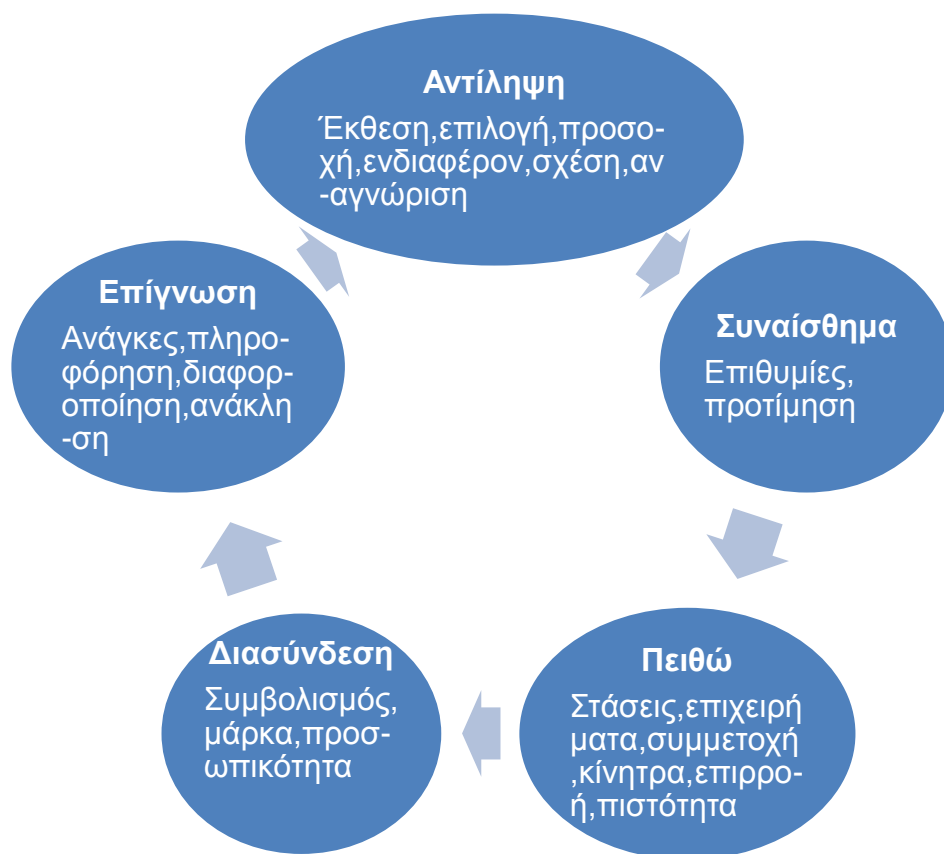 Αντίληψη
Έκθεση,επιλογή,προσο-
χή,ενδιαφέρον,σχέση,αν
-αγνώριση
Συναίσθημα
Επιθυμίες,
προτίμηση
Πειθώ
Στάσεις,επιχειρή
ματα,συμμετοχή
,κίνητρα,επιρρο-
ή,πιστότητα
Διασύνδεση
Συμβολισμός,
μάρκα,προσ-
ωπικότητα
Επίγνωση
Ανάγκες,πληρο-
φόρηση,διαφορ-
οποίηση,ανάκλη
-ση